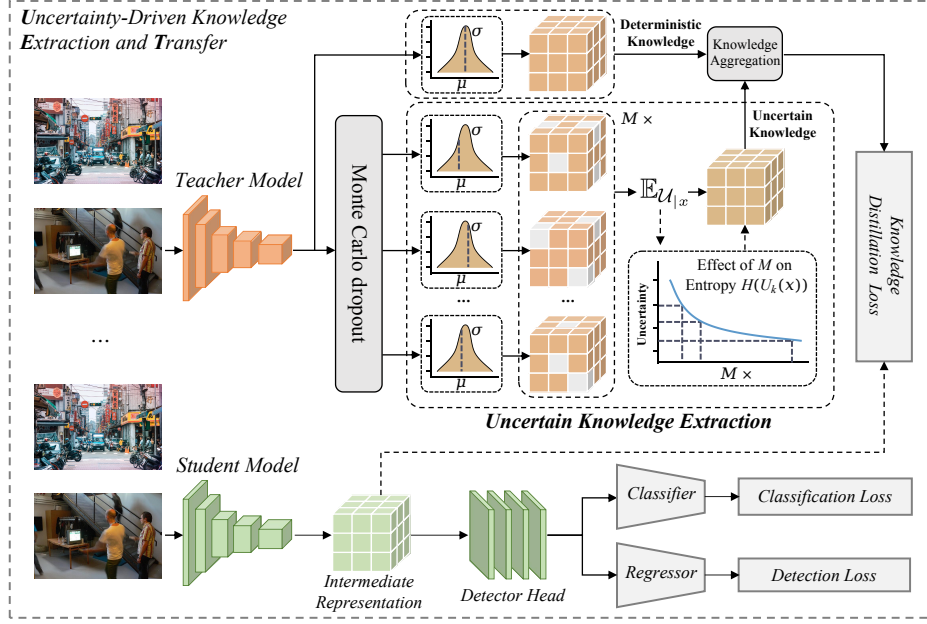 Uncertainty-Driven Knowledge
Extraction and Transfer
σ
μ
Deterministic
Knowledge
Knowledge
Aggregation
Teacher Model
Monte Carlo
dropout
σ
μ
σ
μ
...
σ
μ
M ×
...
𝔼𝒰|x
Uncertain
Knowledge
Effect of M on
Entropy H(Uk(x))
Uncertainty
M ×
Knowledge
Distillation Loss
...
Uncertain Knowledge Extraction
Student Model
Intermediate
Representation
Detector Head
Classifier
Classification Loss
Regressor
Detection Loss